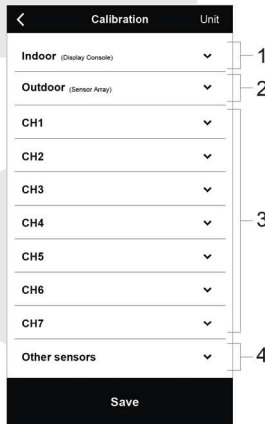 Calibration Unit
Indoor (Display Console) 1
Outdoor (Sensor Array) 2
CH1
CH2
CH3
CH4 3
CH5
CH6
CH7
Other sensors 4
Save